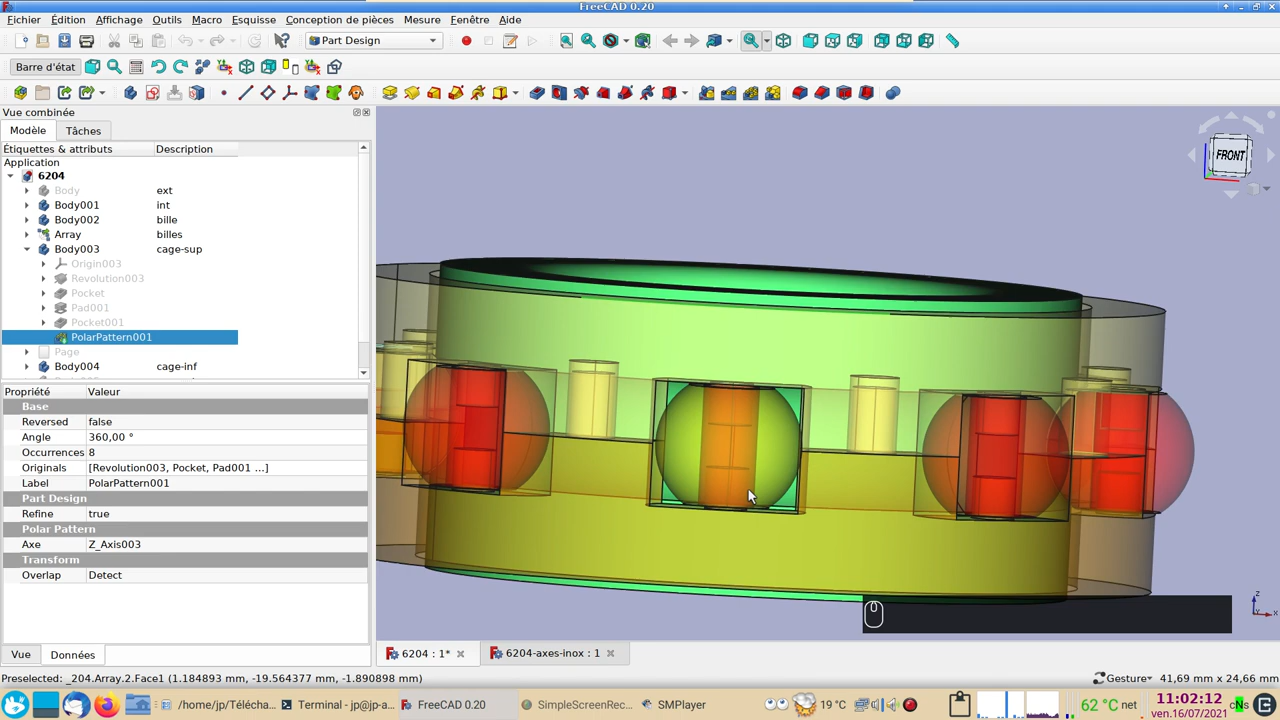 FreeCAD 0.20
Fichier Édition Affichage Outils Macro Esquisse Conception de pièces Mesure Fenêtre Aide
Part Design
Barre d'état
Vue combinée
Modèle Tâches
Étiquettes & attributs Description
Application
6204
Body ext
Body001 int
Body002 bille
Array billes
Body003 cage-sup
Origin003
Revolution003
Pocket
Pad001
Pocket001
PolarPattern001
Page
Body004 cage-inf
Propriété Valeur
Base
Reversed false
Angle 360,00 °
Occurrences 8
Originals [Revolution003, Pocket, Pad001 ...]
Label PolarPattern001
Part Design
Refine true
Polar Pattern
Axe Z_Axis003
Transform
Overlap Detect
FRONT
Z
X
Vue Données
6204 : 1* 6204-axes-inox : 1
Preselected: _204.Array.2.Face1 (1.184893 mm, -19.564377 mm, -1.890898 mm) Gesture 41,69 mm x 24,66 mm
/home/jp/Télécha... Terminal - jp@jp-a... FreeCAD 0.20 SimpleScreenRec... SMPlayer 19 °C 62 °C net 11:02:12 cNs
ven.16/07/2021